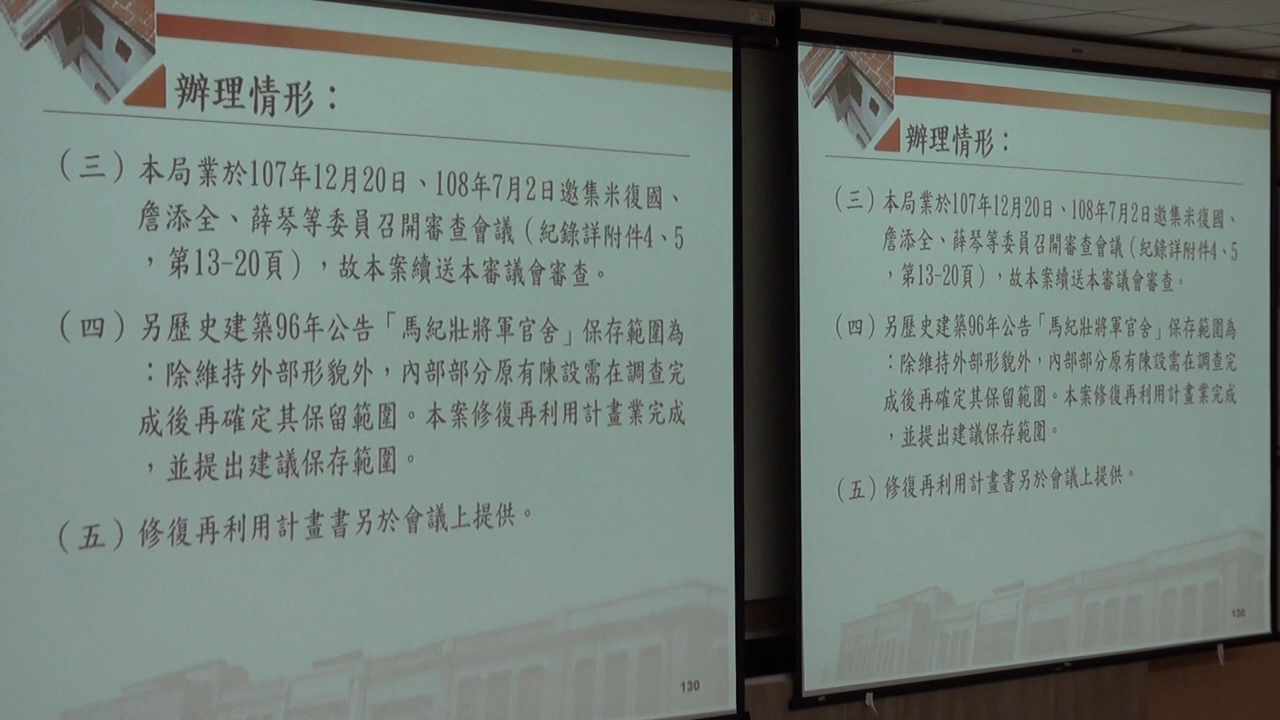 辦理情形：
（三）本局業於107年12月20日、108年7月2日邀集米復國、
詹添全、薛琴等委員召開審查會議（紀錄詳附件4、5
，第13-20頁），故本案續送本審議會審查。
（四）另歷史建築96年公告「馬紀壯將軍官舍」保存範圍為
：除維持外部形貌外，內部部分原有陳設需在調查完
成後再確定其保留範圍。本案修復再利用計畫業完成
，並提出建議保存範圍。
（五）修復再利用計畫書另於會議上提供。
130
辦理情形：
（三）本局業於107年12月20日、108年7月2日邀集米復國、
詹添全、薛琴等委員召開審查會議（紀錄詳附件4、5
，第13-20頁），故本案續送本審議會審查。
（四）另歷史建築96年公告「馬紀壯將軍官舍」保存範圍為
：除維持外部形貌外，內部部分原有陳設需在調查完
成後再確定其保留範圍。本案修復再利用計畫業完成
，並提出建議保存範圍。
（五）修復再利用計畫書另於會議上提供。
130